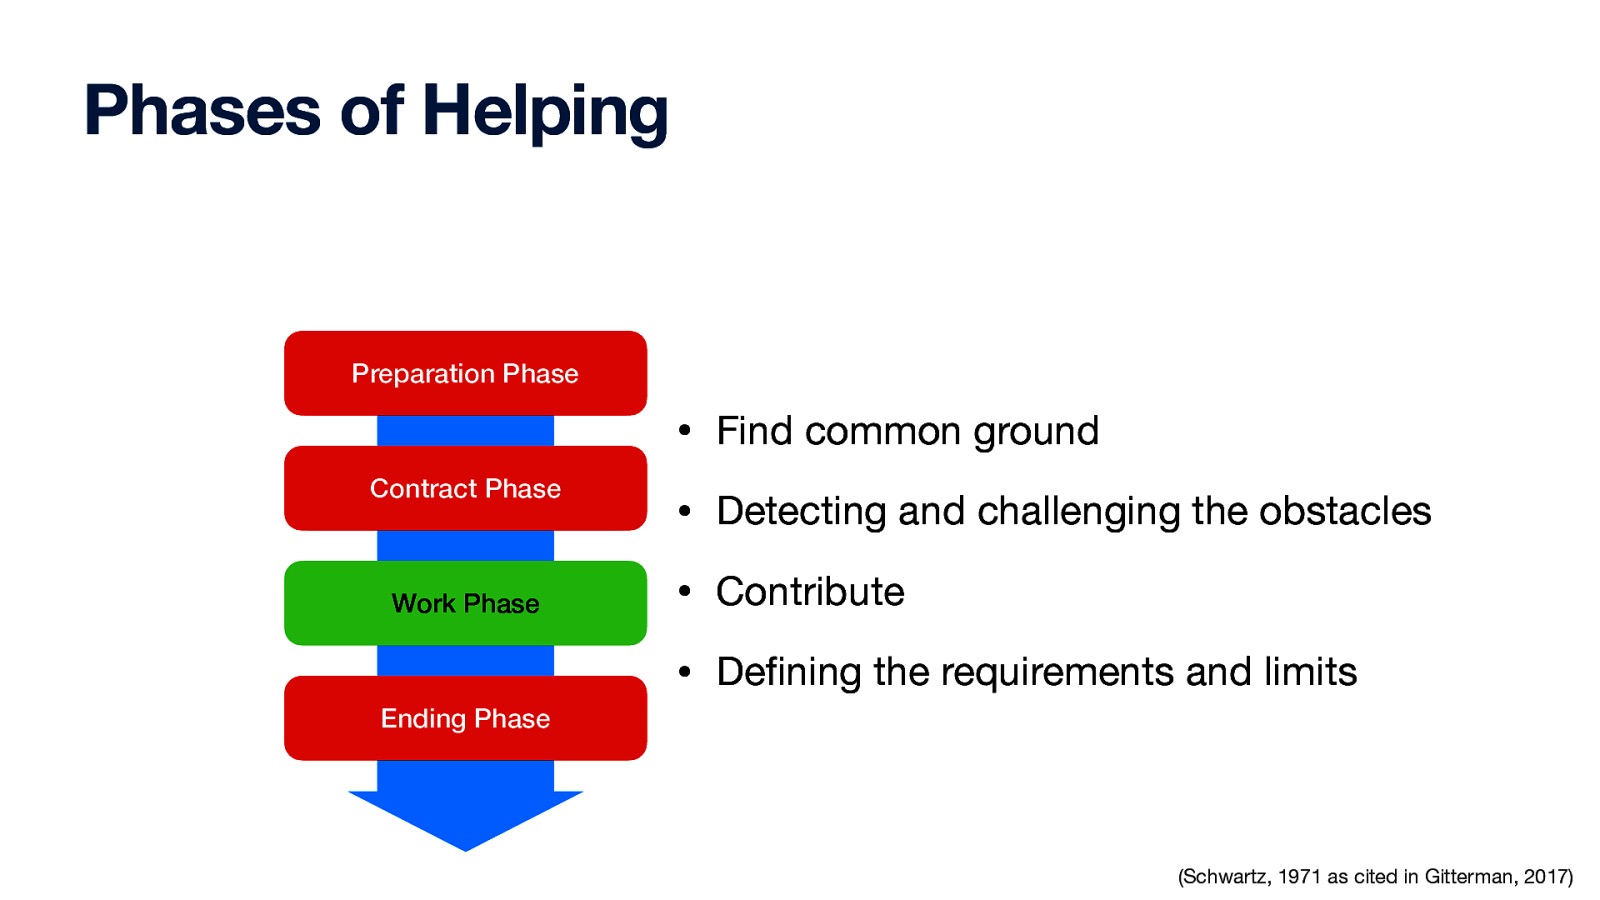 Phases of Helping
Preparation Phase
Contract Phase
Work Phase
Ending Phase
• Find common ground
• Detecting and challenging the obstacles
• Contribute
• Defining the requirements and limits
(Schwartz, 1971 as cited in Gitterman, 2017)